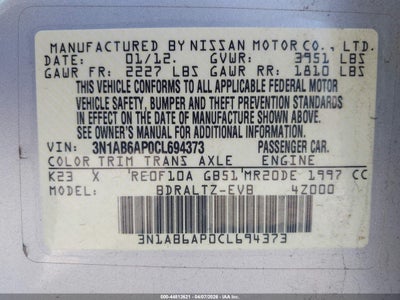 MANUFACTURED BY NISSAN MOTOR CO., LTD.
DATE: 01/12. GVWR: 3951 LBS
GAWR FR: 2227 LBS GAWR RR: 1810 LBS
THIS VEHICLE CONFORMS TO ALL APPLICABLE FEDERAL MOTOR
VEHICLE SAFETY, BUMPER AND THEFT PREVENTION STANDARDS
IN EFFECT ON THE DATE OF MANUFACTURE SHOWN ABOVE.
SEE OWNER'S MANUAL OR DEALER FOR ADDITIONAL INFORMATION.
VIN: 3N1AB6AP0CL694373 PASSENGER CAR.
COLOR TRIM TRANS AXLE ENGINE
K23 X RE0F10A GB51 MR20DE 1997 CC
MODEL: BDRALTZ-EVB 4Z000
3N1AB6AP0CL694373